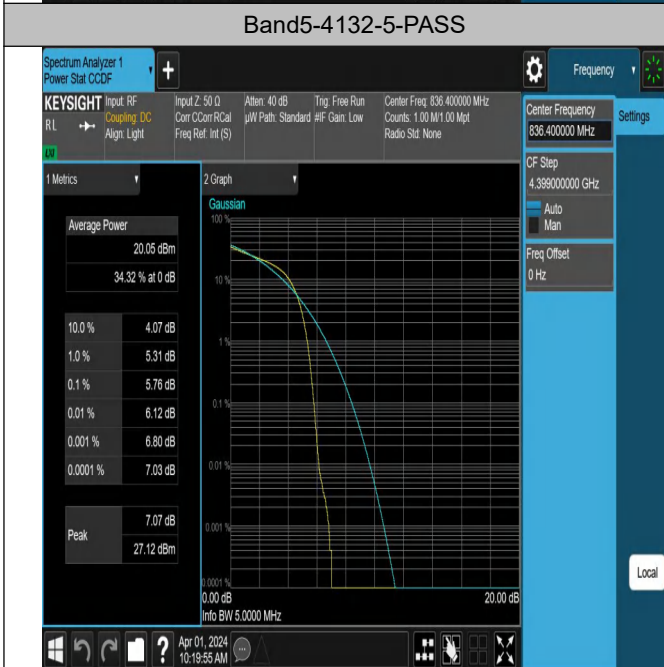 Band5-4132-5-PASS
Spectrum Analyzer 1
Power Stat CCDF
Frequency
KEYSIGHT
RL
LXI
Input: RF
Coupling: DC
Align: Light
Input Z: 50 Ω
Corr CCorr RCal
Freq Ref: Int (S)
Atten: 40 dB
µW Path: Standard
Trig: Free Run
#IF Gain: Low
Center Freq: 836.400000 MHz
Counts: 1.00 M/1.00 Mpt
Radio Std: None
Center Frequency
836.400000 MHz
Settings
CF Step
4.399000000 GHz
Auto
Man
Freq Offset
0 Hz
1 Metrics
2 Graph
Average Power
20.05 dBm
34.32 % at 0 dB
10.0 % 4.07 dB
1.0 % 5.31 dB
0.1 % 5.76 dB
0.01 % 6.12 dB
0.001 % 6.80 dB
0.0001 % 7.03 dB
Peak
7.07 dB
27.12 dBm
Gaussian
100 %
10 %
1 %
0.1 %
0.01 %
0.001 %
0.0001 %
0.00 dB
20.00 dB
Info BW 5.0000 MHz
Local
?
Apr 01, 2024
10:19:55 AM